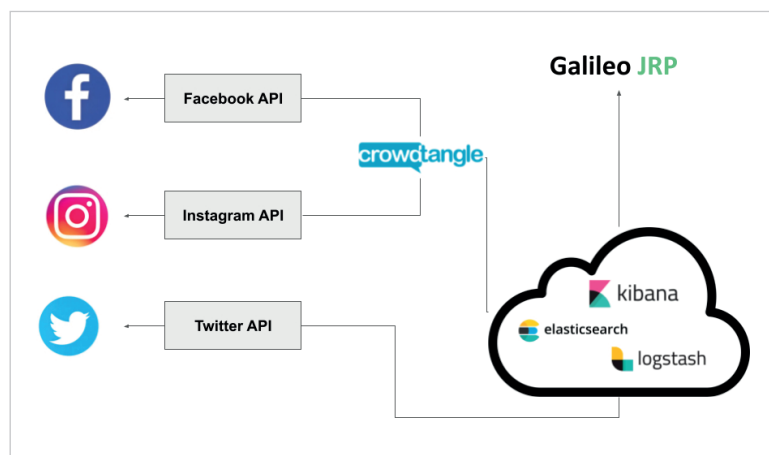 Galileo JRP
Facebook API
crowdtangle
Instagram API
kibana
elasticsearch
Twitter API
logstash